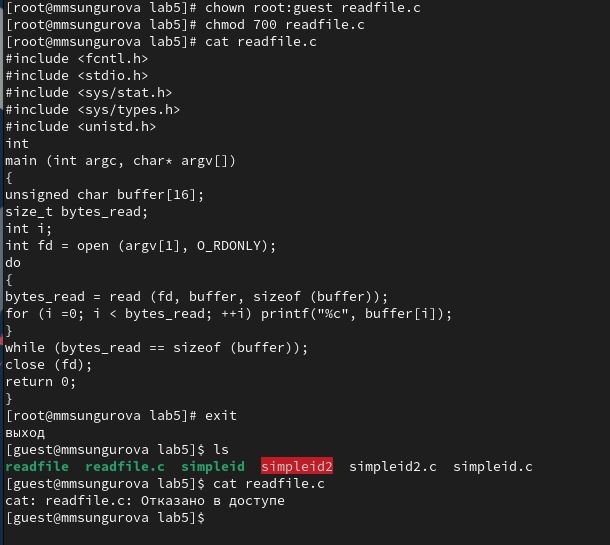 [root@mmsungurova lab5]# chown root:guest readfile.c
[root@mmsungurova lab5]# chmod 700 readfile.c
[root@mmsungurova lab5]# cat readfile.c
#include <fcntl.h>
#include <stdio.h>
#include <sys/stat.h>
#include <sys/types.h>
#include <unistd.h>
int
main (int argc, char* argv[])
{
unsigned char buffer[16];
size_t bytes_read;
int i;
int fd = open (argv[1], O_RDONLY);
do
{
bytes_read = read (fd, buffer, sizeof (buffer));
for (i =0; i < bytes_read; ++i) printf("%c", buffer[i]);
}
while (bytes_read == sizeof (buffer));
close (fd);
return 0;
}
[root@mmsungurova lab5]# exit
выход
[guest@mmsungurova lab5]$ ls
readfile  readfile.c  simpleid  simpleid2  simpleid2.c  simpleid.c
[guest@mmsungurova lab5]$ cat readfile.c
cat: readfile.c: Отказано в доступе
[guest@mmsungurova lab5]$